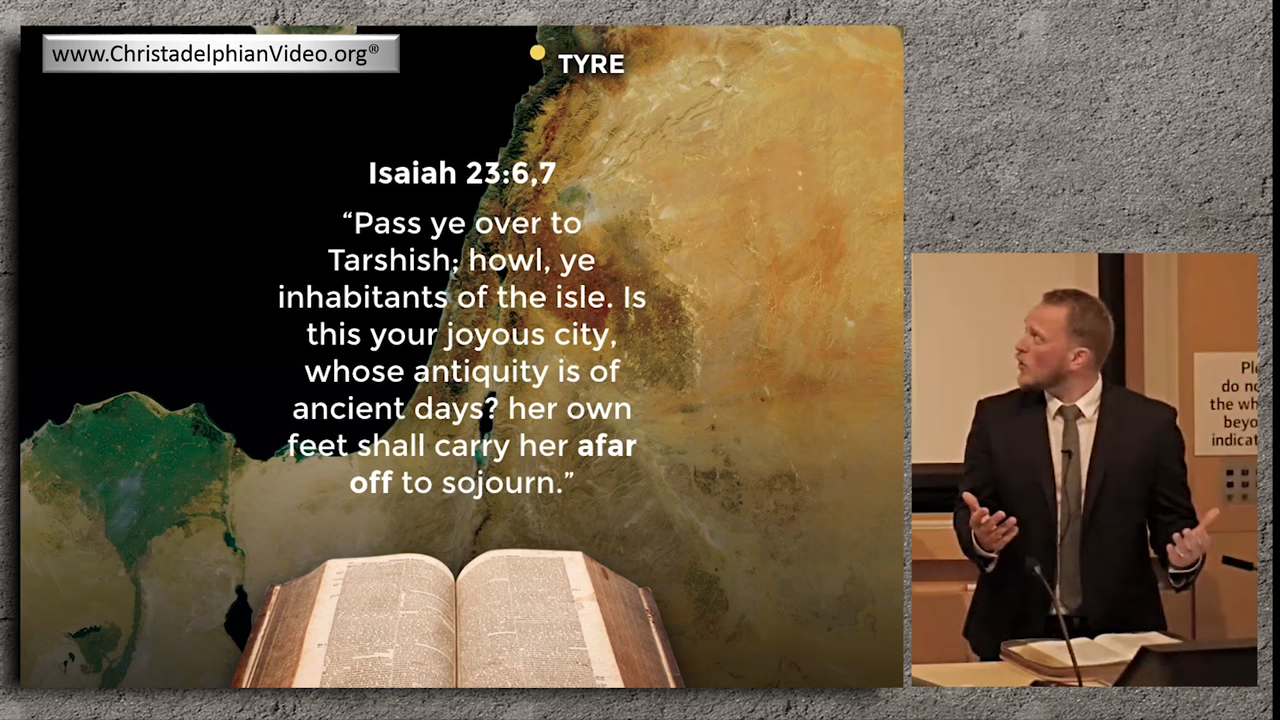 www.ChristadelphianVideo.org®
TYRE
Isaiah 23:6,7
“Pass ye over to
Tarshish; howl, ye
inhabitants of the isle. Is
this your joyous city,
whose antiquity is of
ancient days? her own
feet shall carry her afar
off to sojourn.”
do
the